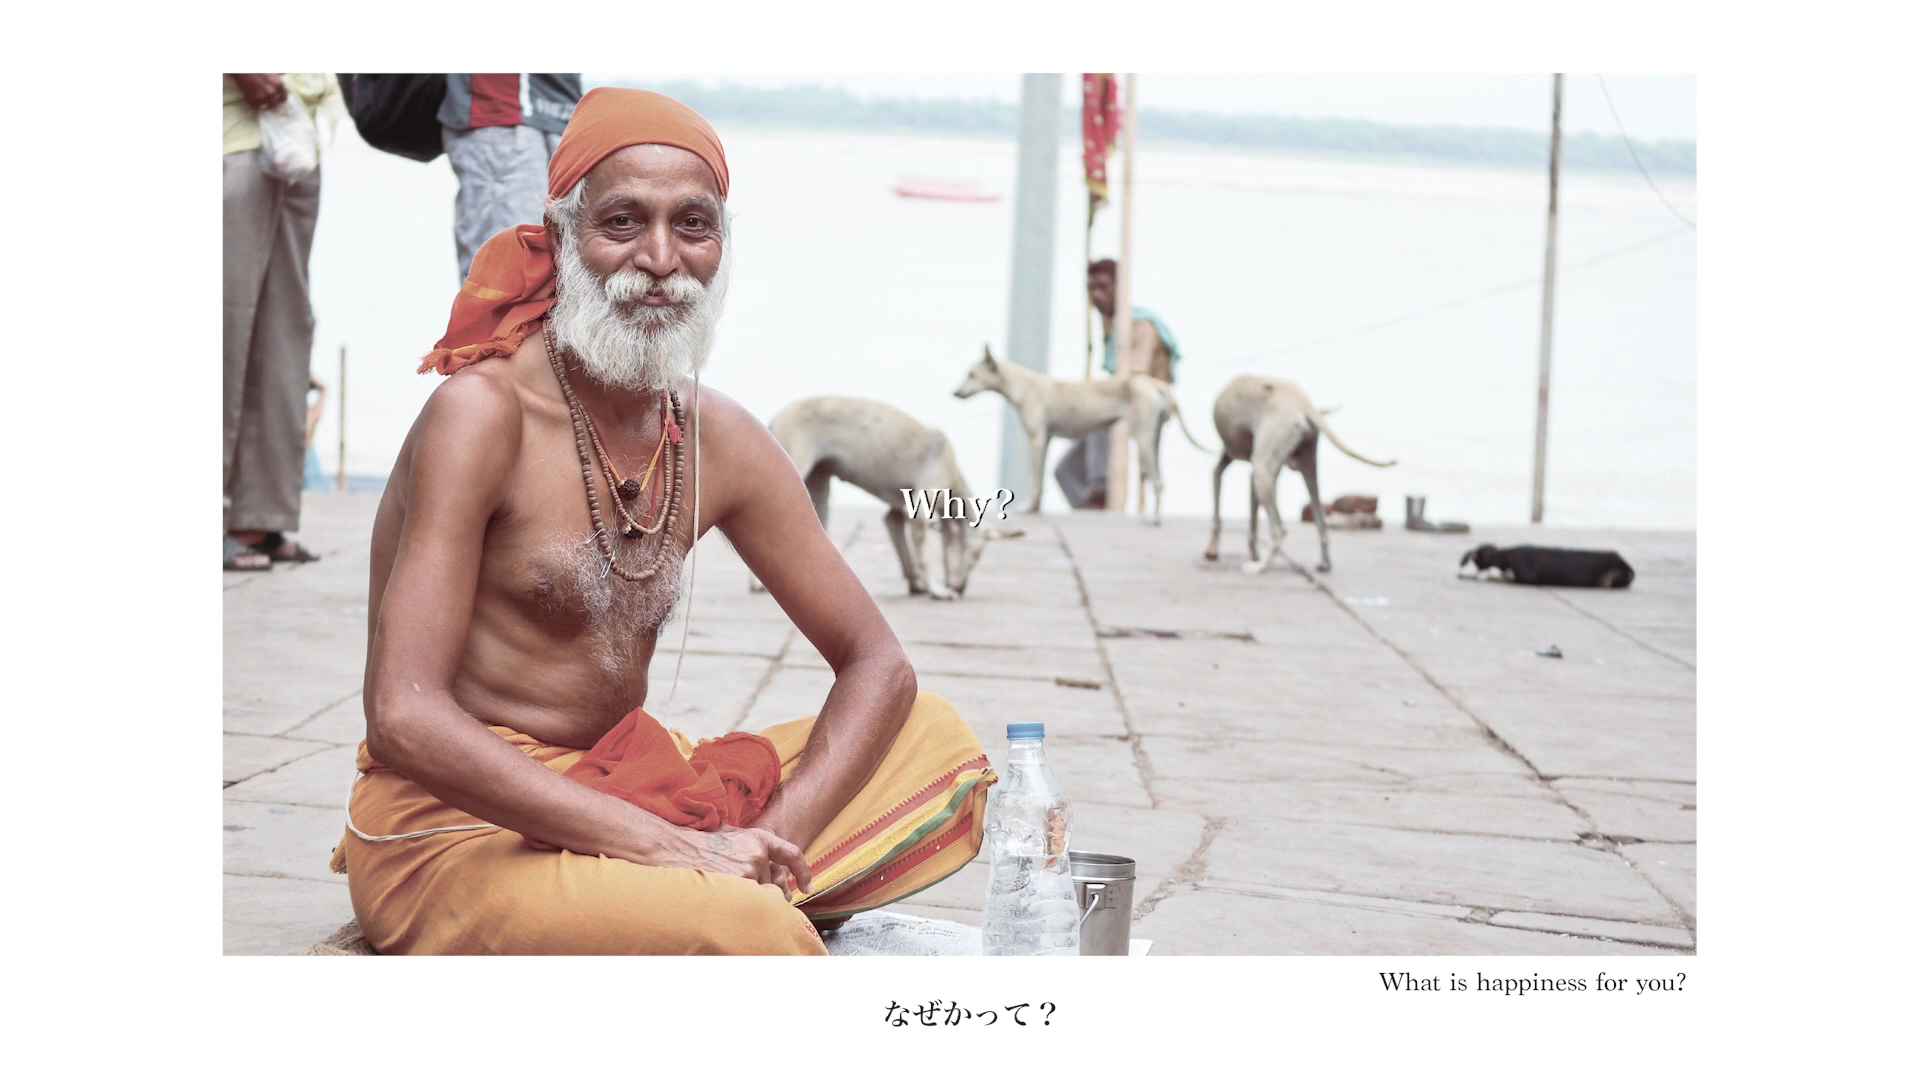 Why?
What is happiness for you?
なぜかって？